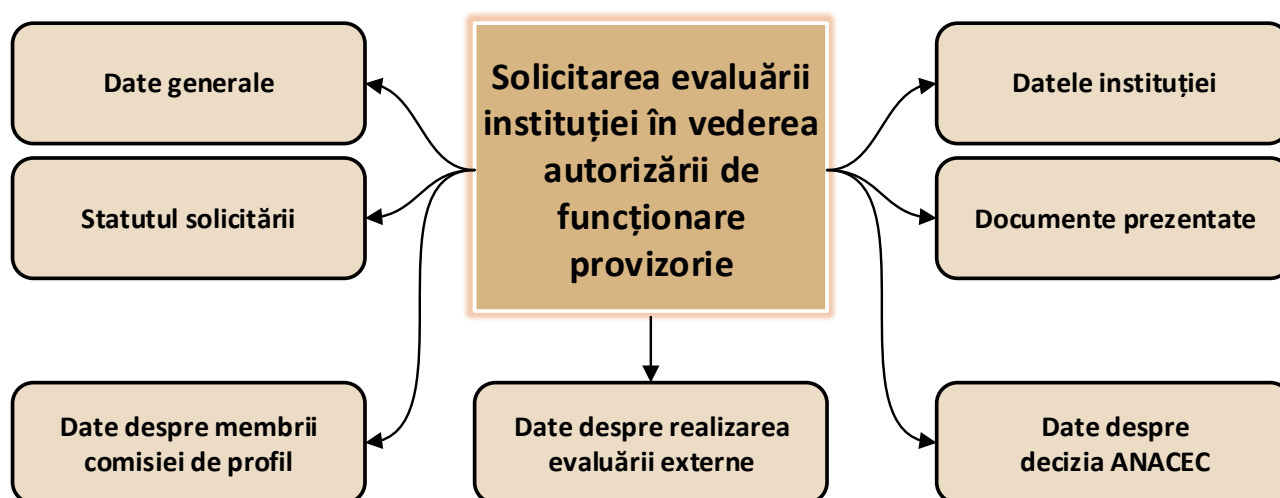 Date generale
Solicitarea evaluării
instituției în vederea
autorizării de
funcționare
provizorie
Datele instituției
Statutul solicitării
Documente prezentate
Date despre membrii
comisiei de profil
Date despre realizarea
evaluării externe
Date despre
decizia ANACEC